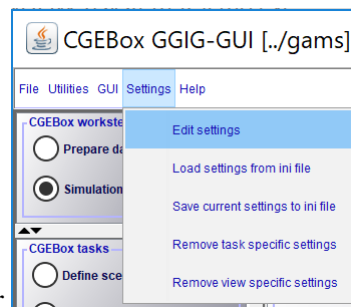 CGEBox GGIG-GUI [../gams]
File Utilities GUI Settings Help
CGEBox workste
Edit settings
Prepare da
Load settings from ini file
Simulation
Save current settings to ini file
Remove task specific settings
CGEBox tasks
Define sce
Remove view specific settings